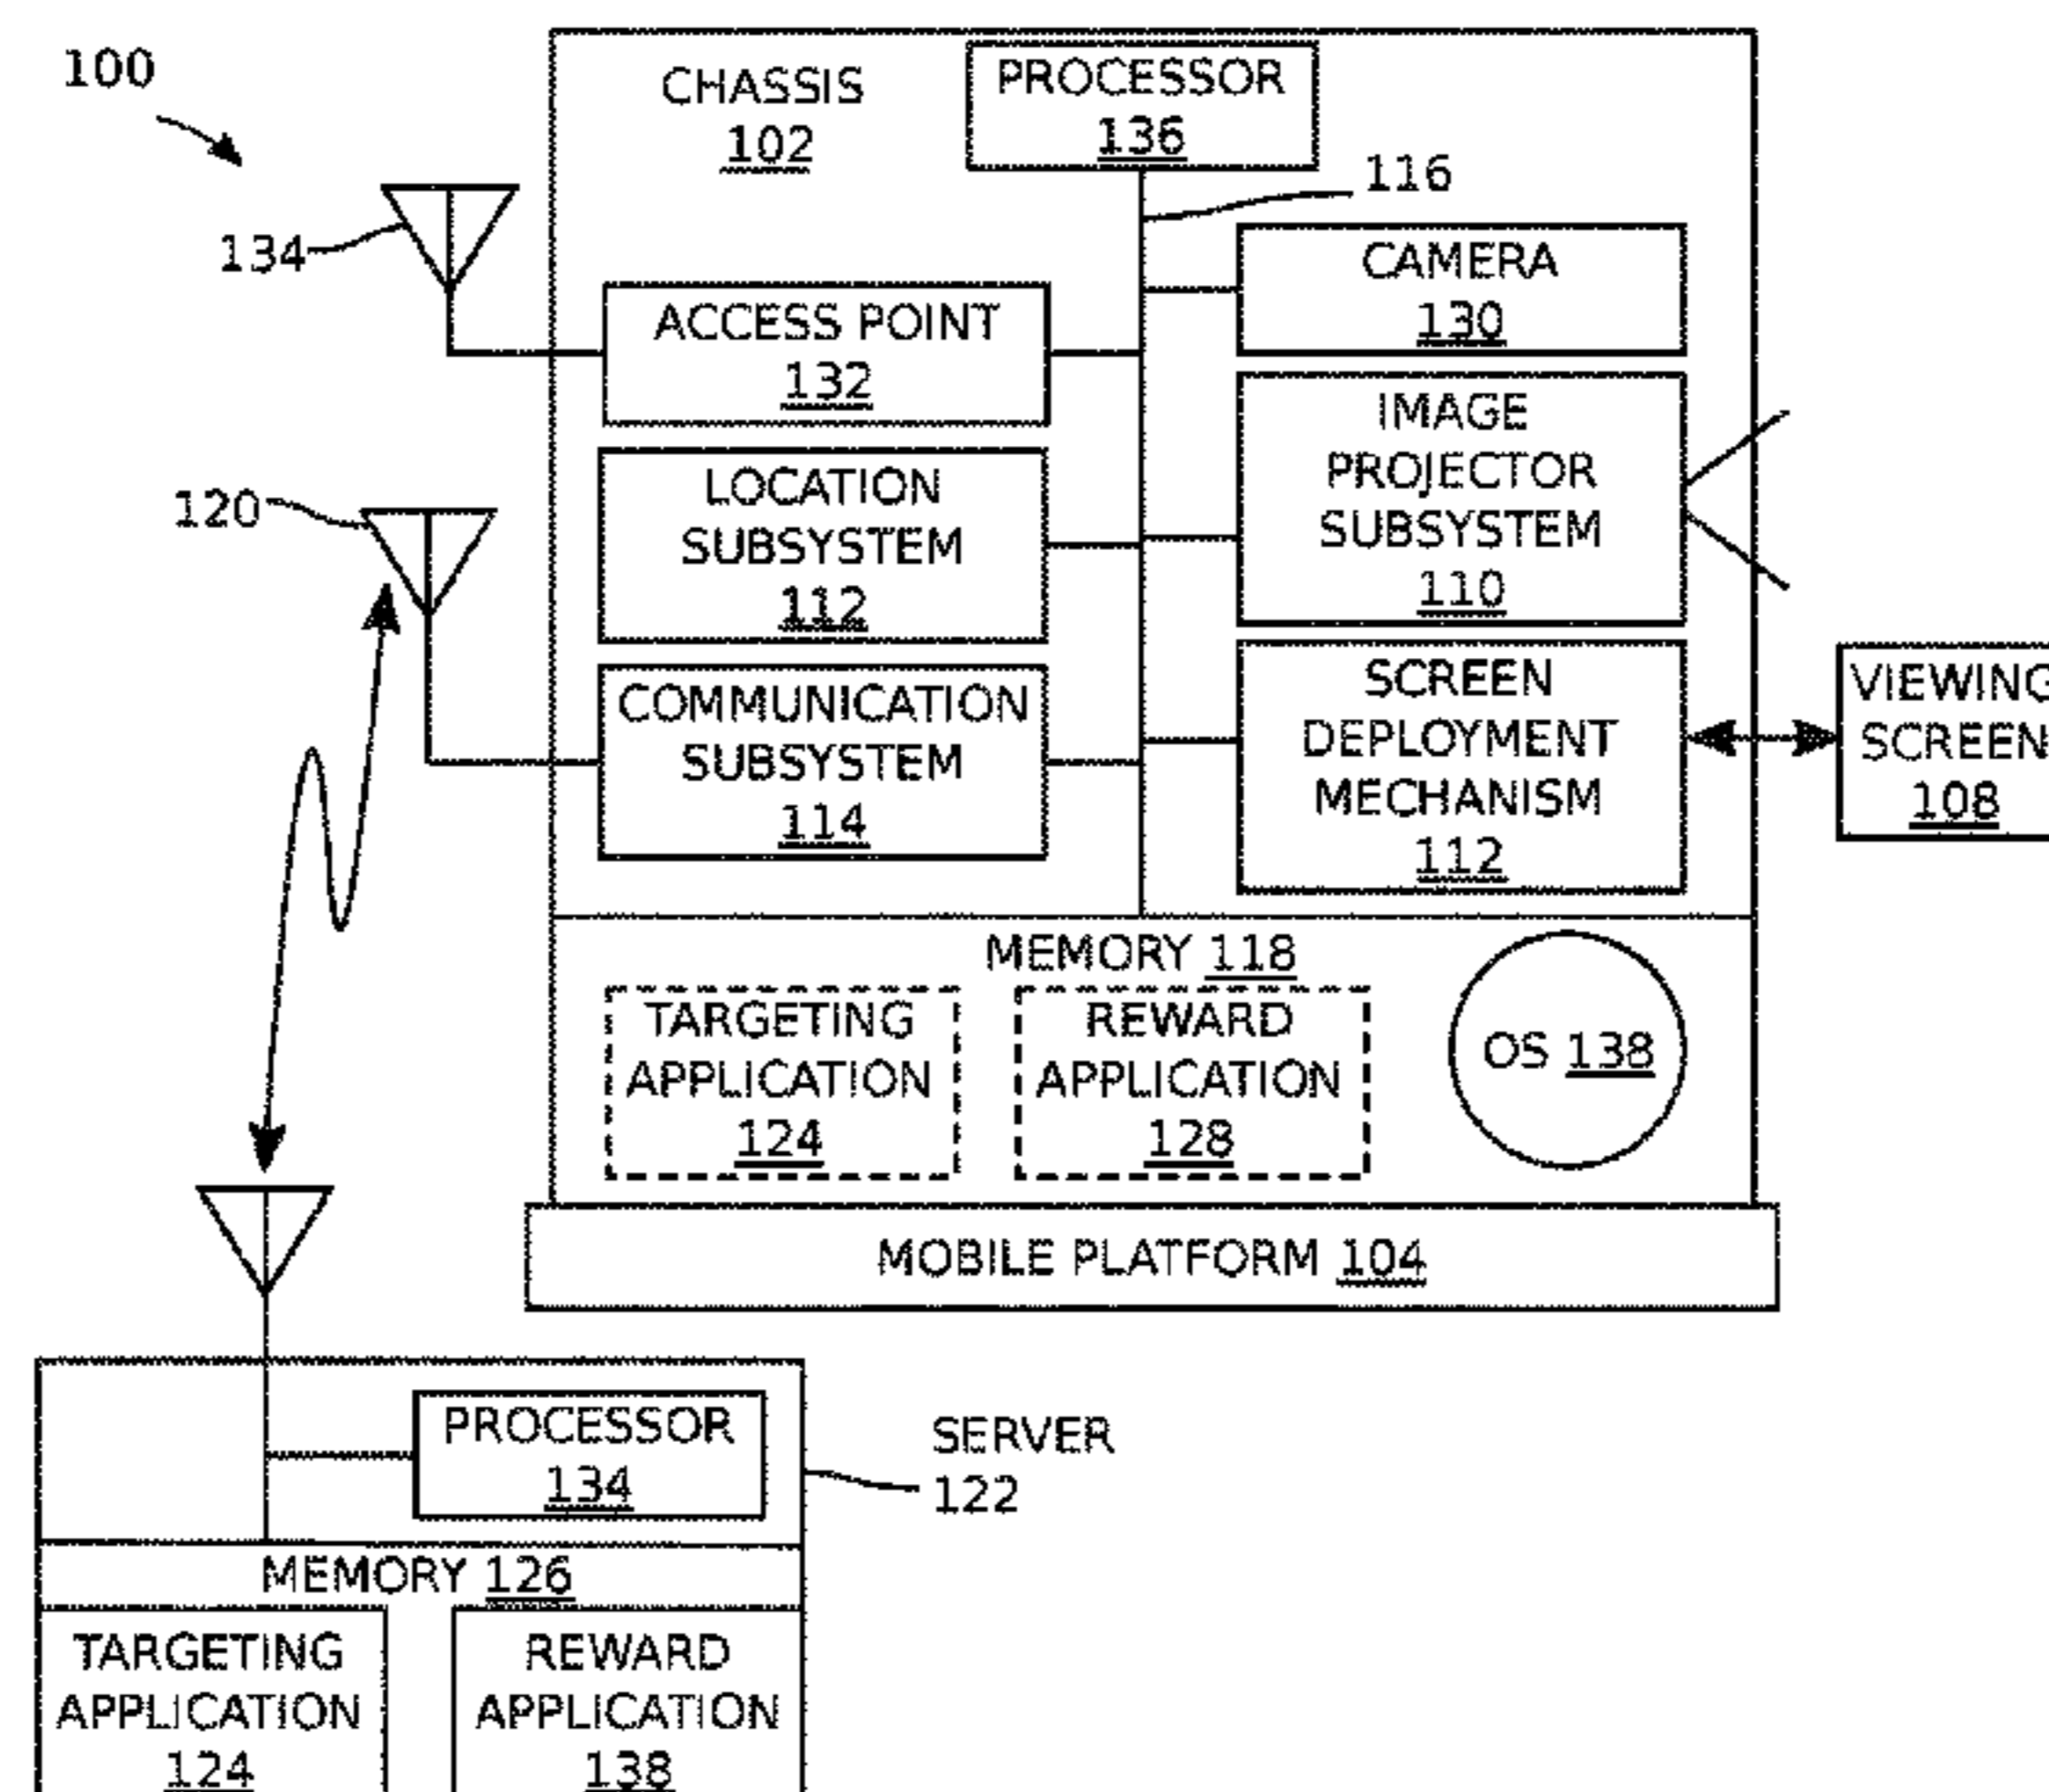 100
CHASSIS
102
PROCESSOR
136
116
134
ACCESS POINT
132
CAMERA
130
LOCATION
SUBSYSTEM
112
IMAGE
PROJECTOR
SUBSYSTEM
110
120
COMMUNICATION
SUBSYSTEM
114
SCREEN
DEPLOYMENT
MECHANISM
112
VIEWING
SCREEN
108
MEMORY 118
TARGETING
APPLICATION
124
REWARD
APPLICATION
128
OS 138
MOBILE PLATFORM 104
PROCESSOR
134
SERVER
122
MEMORY 126
TARGETING
APPLICATION
124
REWARD
APPLICATION
138